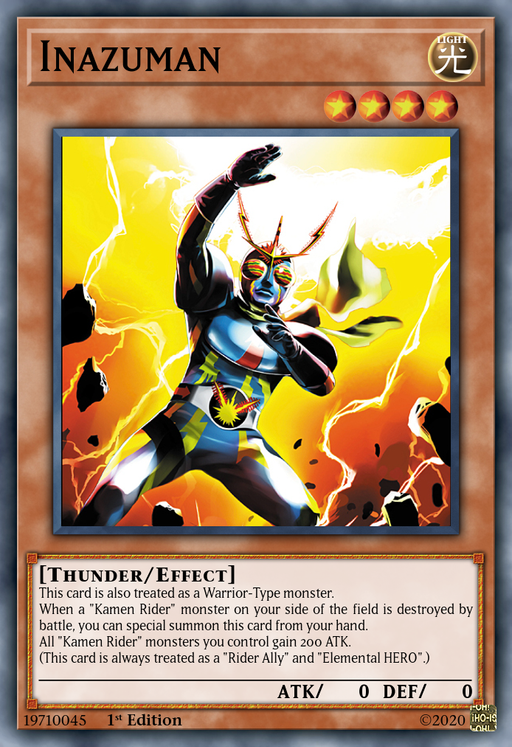 INAZUMAN
LIGHT
光
[THUNDER/EFFECT]
This card is also treated as a Warrior-Type monster.
When a "Kamen Rider" monster on your side of the field is destroyed by
battle, you can special summon this card from your hand.
All "Kamen Rider" monsters you control gain 200 ATK.
(This card is always treated as a "Rider Ally" and "Elemental HERO".)
ATK/ 0 DEF/ 0
19710045 1st Edition ©2020